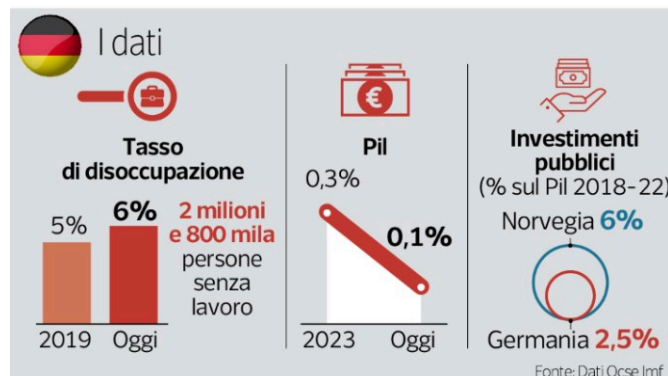 I dati
Tasso
di disoccupazione
5%
6%
2 milioni
e 800 mila
persone
senza
lavoro
2019
Oggi
Pil
0,3%
0,1%
2023
Oggi
Investimenti
pubblici
(% sul Pil 2018-22)
Norvegia 6%
Germania 2,5%
Fonte: Dati Ocse Imf